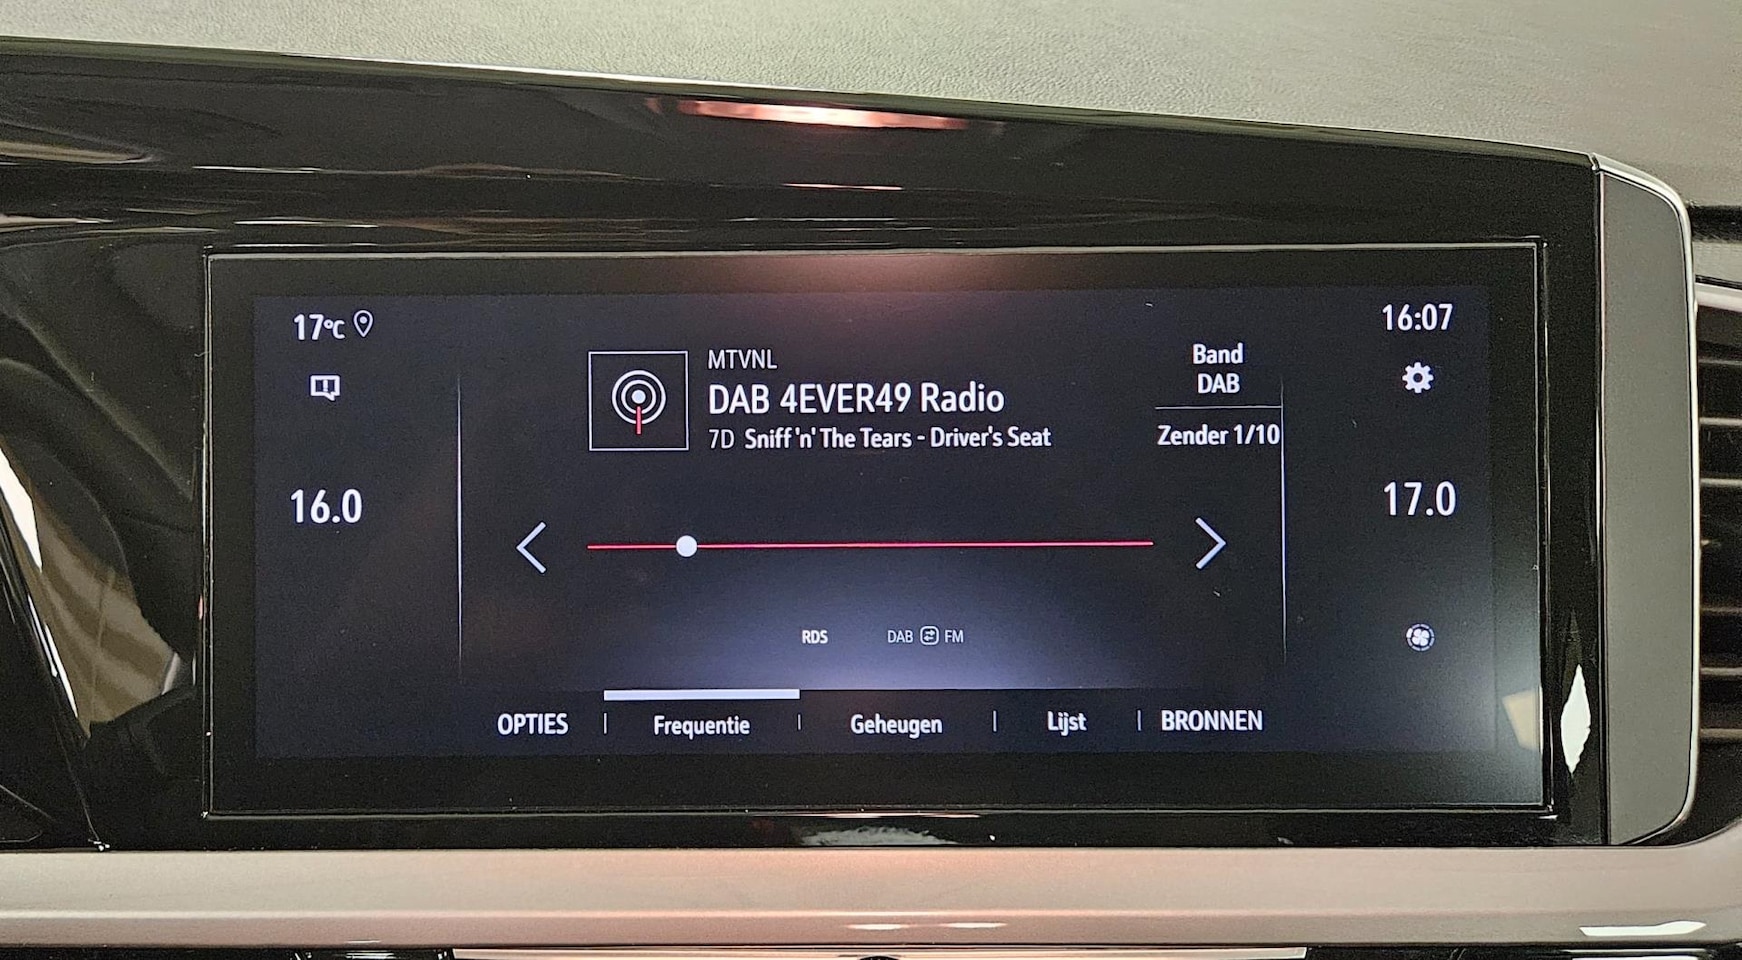 17°C
16:07
MTVNL
DAB 4EVER49 Radio
7D Sniff 'n' The Tears - Driver's Seat
Band
DAB
Zender 1/10
16.0
17.0
RDS
DAB FM
OPTIES
Frequentie
Geheugen
Lijst
BRONNEN